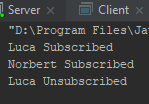 Server × Client ×
"D:\Program Files\Ja
Luca Subscribed
Norbert Subscribed
Luca Unsubscribed